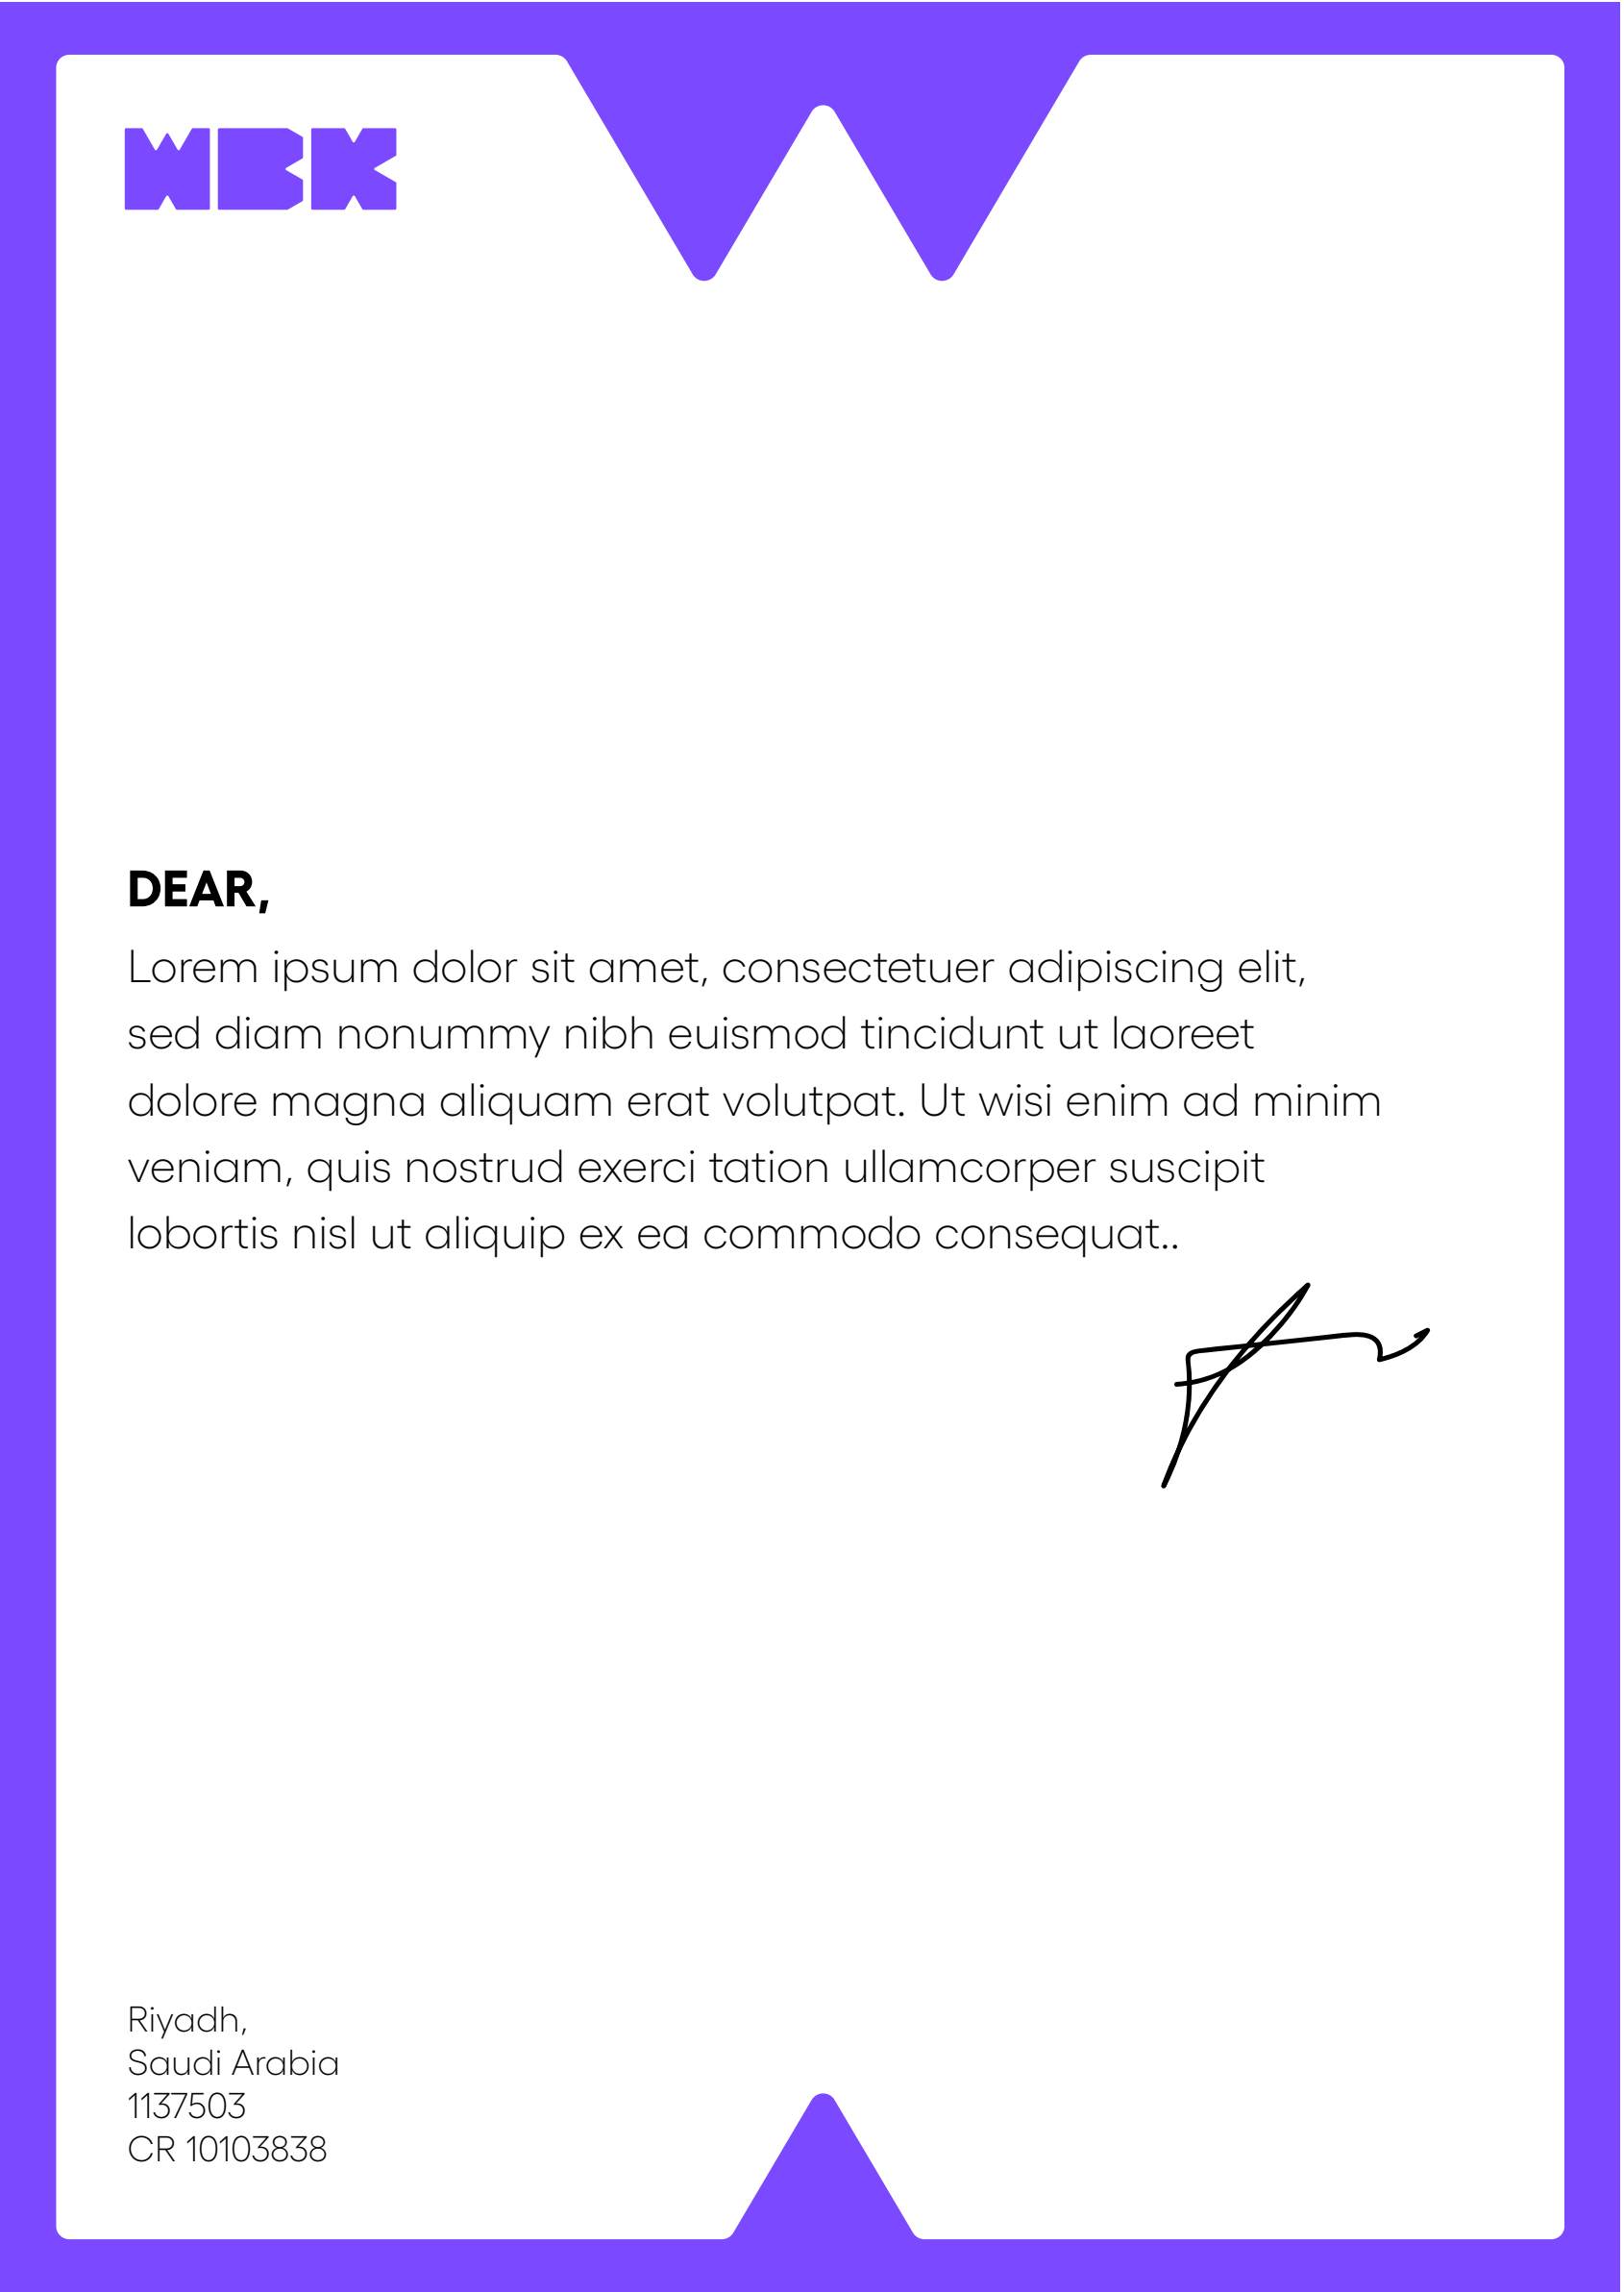 WBK
DEAR,
Lorem ipsum dolor sit amet, consectetuer adipiscing elit,
sed diam nonummy nibh euismod tincidunt ut laoreet
dolore magna aliquam erat volutpat. Ut wisi enim ad minim
veniam, quis nostrud exerci tation ullamcorper suscipit
lobortis nisl ut aliquip ex ea commodo consequat..
Riyadh,
Saudi Arabia
1137503
CR 10103838